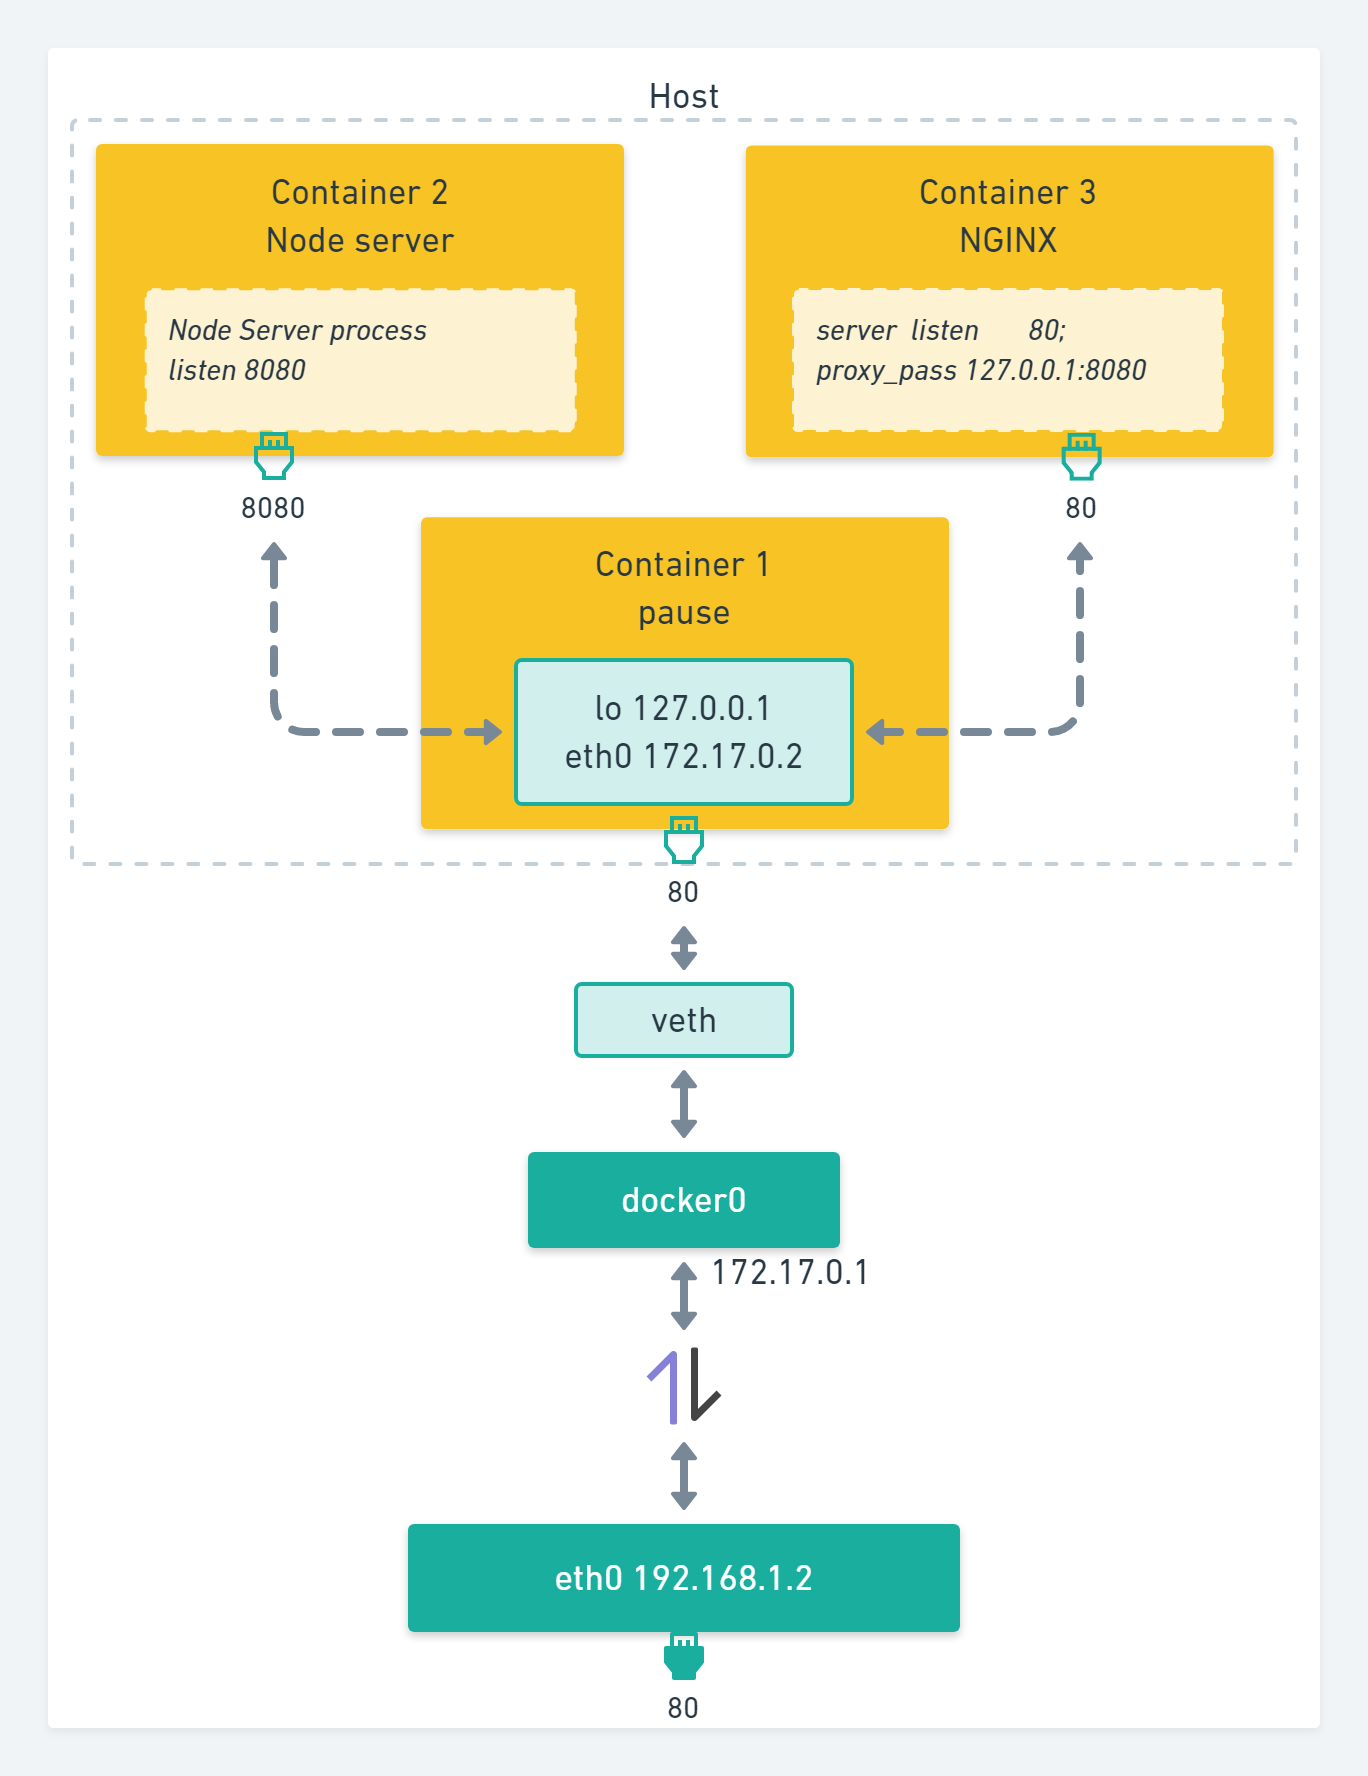 Host
Container 2
Node server
Node Server process
listen 8080
8080
Container 3
NGINX
server listen 80;
proxy_pass 127.0.0.1:8080
80
Container 1
pause
lo 127.0.0.1
eth0 172.17.0.2
80
veth
docker0
172.17.0.1
eth0 192.168.1.2
80